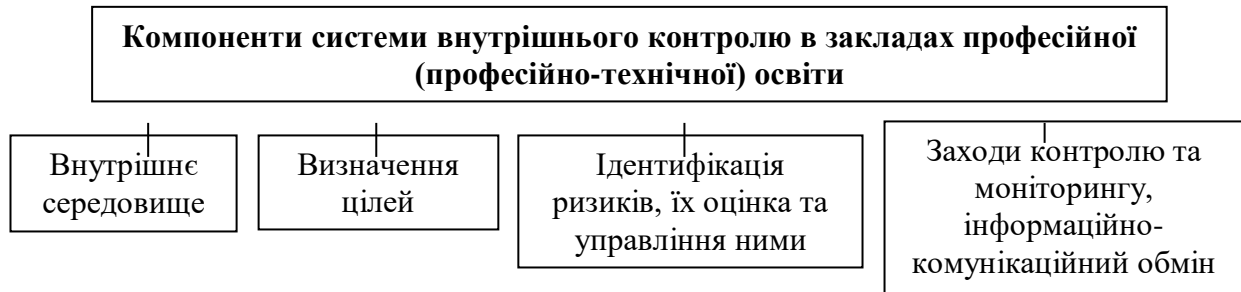 Компоненти системи внутрішнього контролю в закладах професійної
(професійно-технічної) освіти
Внутрішнє
середовище
Визначення
цілей
Ідентифікація
ризиків, їх оцінка та
управління ними
Заходи контролю та
моніторингу,
інформаційно-
комунікаційний обмін